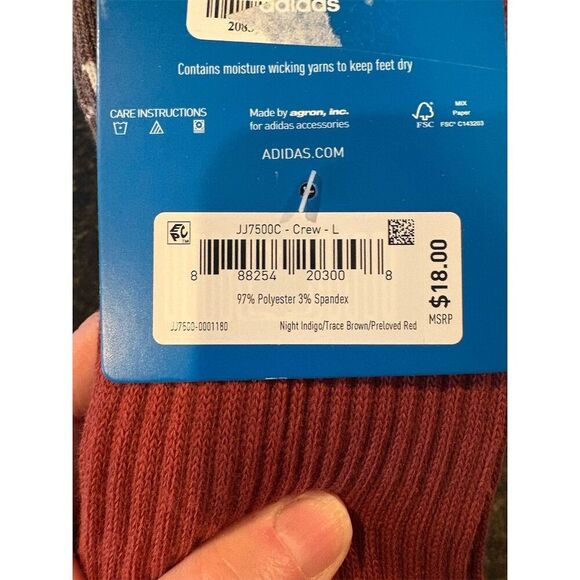 adidas
Contains moisture wicking yarns to keep feet dry
CARE INSTRUCTIONS
Made by agron, inc.
for adidas accessories
FSC
MIX
Paper
FSC® C143203
ADIDAS.COM
JJ7500C - Crew - L
8 88254 20300 8
97% Polyester 3% Spandex
JJ7500-0001180
Night Indigo/Trace Brown/Preloved Red
$18.00
MSRP